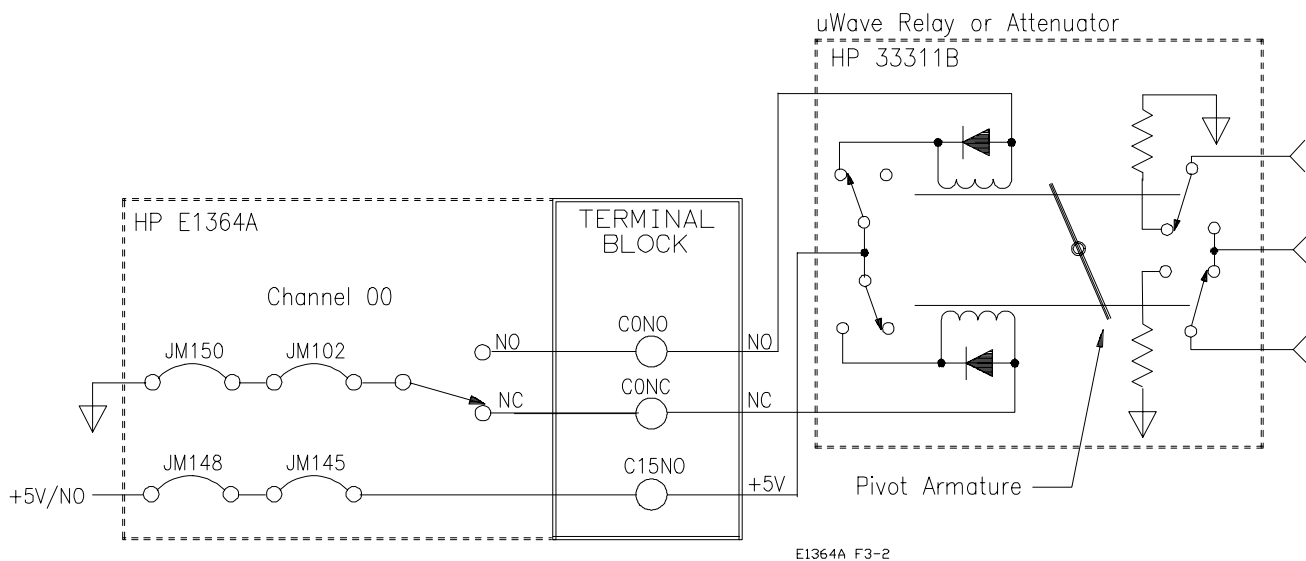 uWave Relay or Attenuator
HP 33311B
HP E1364A
TERMINAL
BLOCK
Channel 00
C0NO
NO
NO
JM150
JM102
C0NC
NC
NC
JM148
JM145
C15NO
+5V/NO
+5V
Pivot Armature
E1364A F3-2